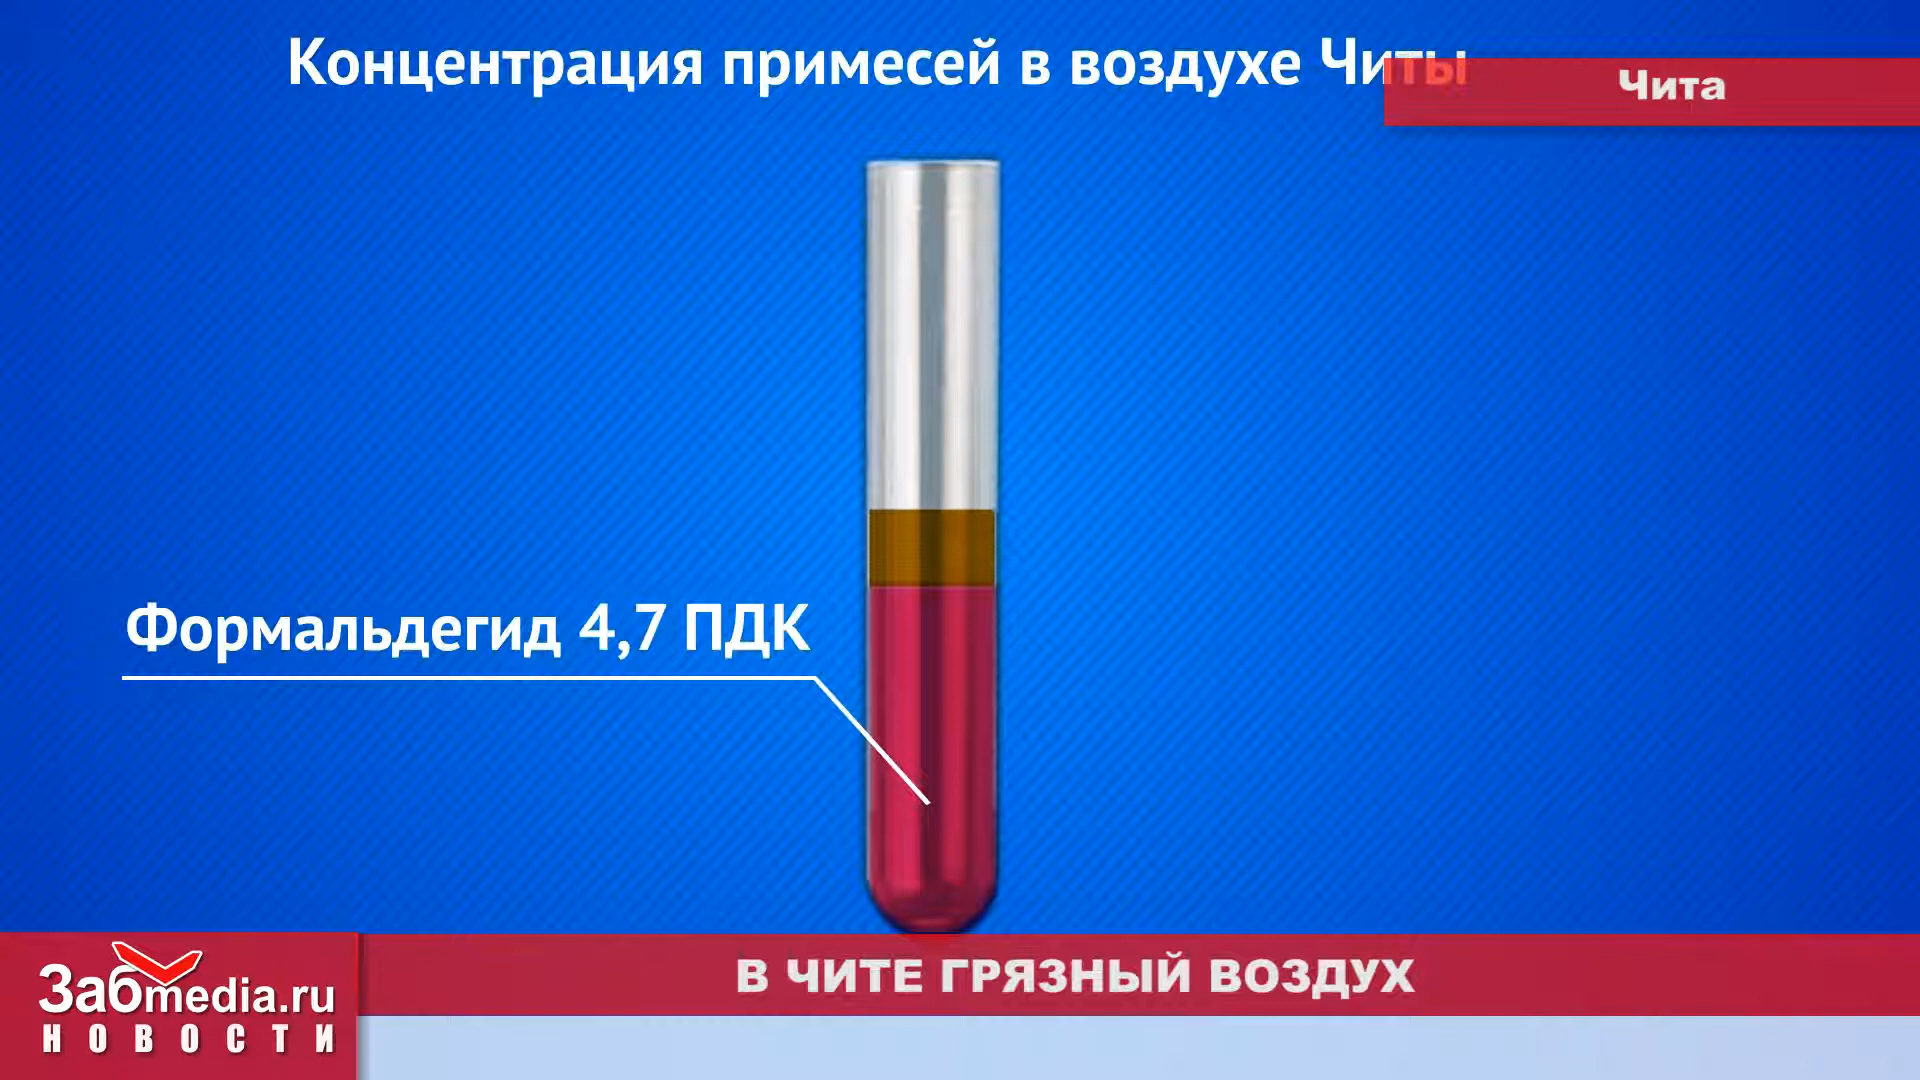 Концентрация примесей в воздухе Читы
Чита
Формальдегид 4,7 ПДК
В ЧИТЕ ГРЯЗНЫЙ ВОЗДУХ
Забmedia.ru
НОВОСТИ